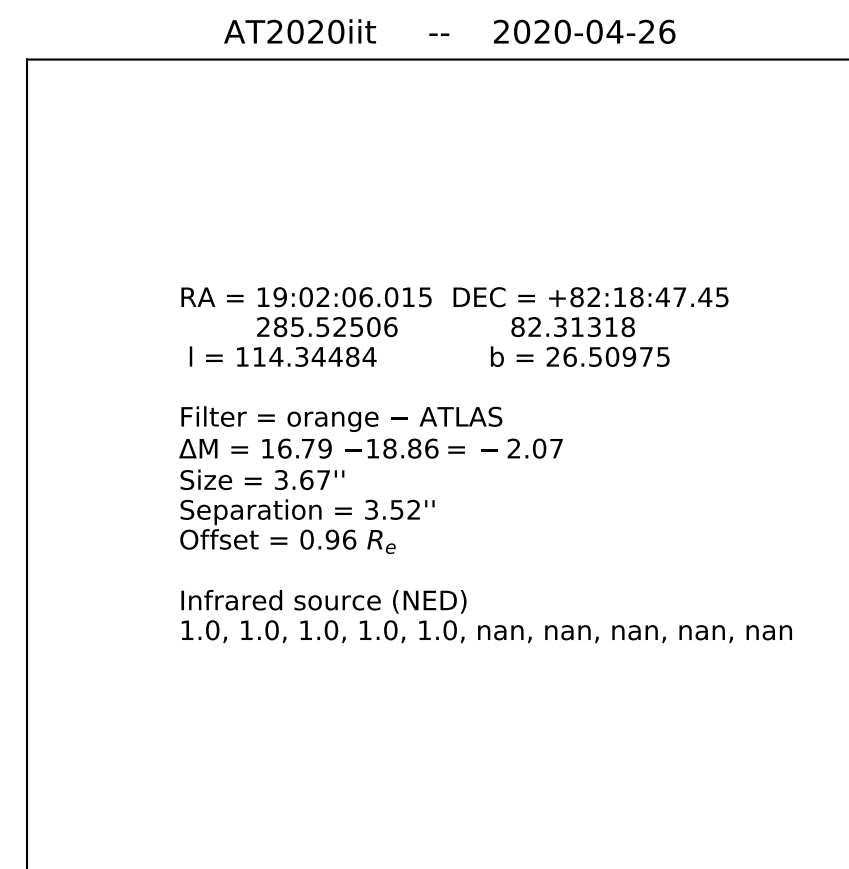 AT2020iit -- 2020-04-26
RA = 19:02:06.015 DEC = +82:18:47.45
285.52506 82.31318
l = 114.34484 b = 26.50975
Filter = orange − ATLAS
ΔM = 16.79 −18.86 = − 2.07
Size = 3.67''
Separation = 3.52''
Offset = 0.96 Re
Infrared source (NED)
1.0, 1.0, 1.0, 1.0, 1.0, nan, nan, nan, nan, nan